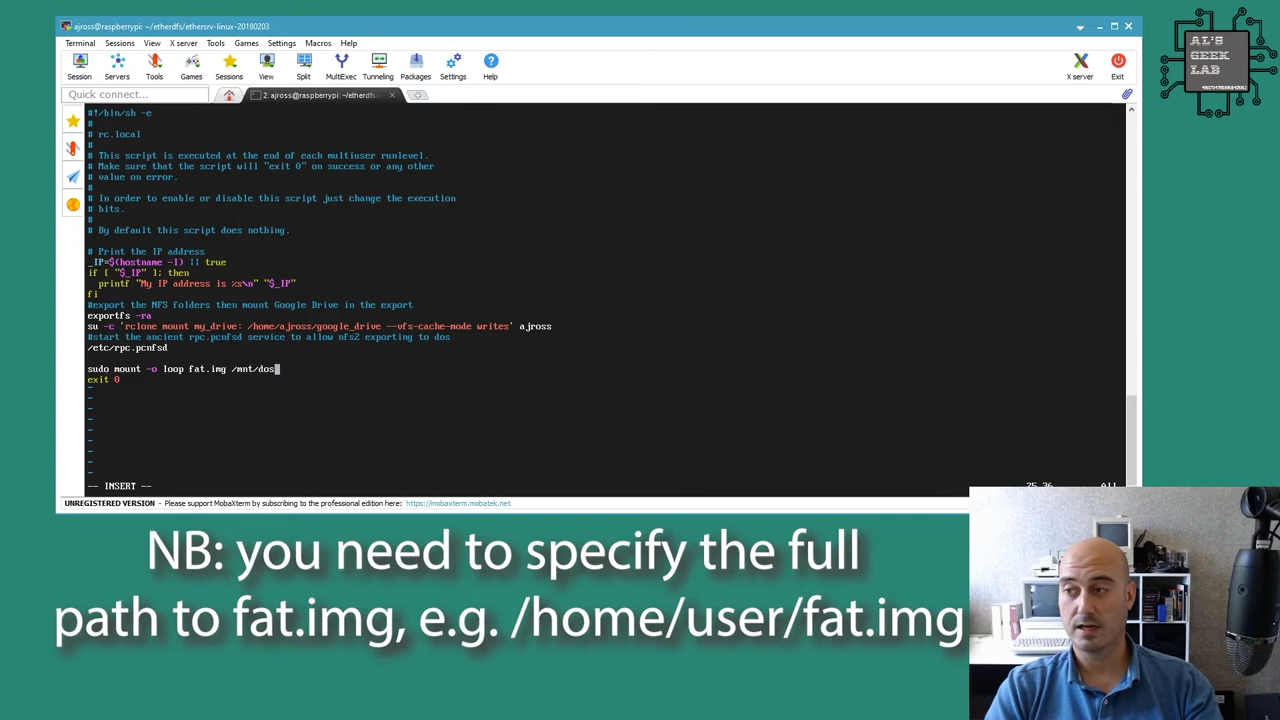 ajross@raspberrypi: ~/etherdfs/ethersrv-linux-20180203
Terminal Sessions View X server Tools Games Settings Macros Help
Session Servers Tools Games Sessions View Split MultiExec Tunneling Packages Settings Help X server Exit
Quick connect... 2. ajross@raspberrypi: ~/etherdfs-
AL'S
GEEK
LAB
#!/bin/sh -e
#
# rc.local
#
# This script is executed at the end of each multiuser runlevel.
# Make sure that the script will "exit 0" on success or any other
# value on error.
#
# In order to enable or disable this script just change the execution
# bits.
#
# By default this script does nothing.
# Print the IP address
_IP=$(hostname -I) || true
if [ "$_IP" ]; then
printf "My IP address is %s\n" "$_IP"
fi
#export the NFS folders then mount Google Drive in the export
exportfs -ra
su -c 'rclone mount my_drive: /home/ajross/google_drive --vfs-cache-mode writes' ajross
#start the ancient rpc.pcnfsd service to allow nfs2 exporting to dos
/etc/rpc.pcnfsd
sudo mount -o loop fat.img /mnt/dos
exit 0
~
~
~
~
~
~
~
~
~
-- INSERT -- 25,36 All
UNREGISTERED VERSION - Please support MobaXterm by subscribing to the professional edition here: https://mobaxterm.mobatek.net
NB: you need to specify the full
path to fat.img, e.g. /home/user/fat.img